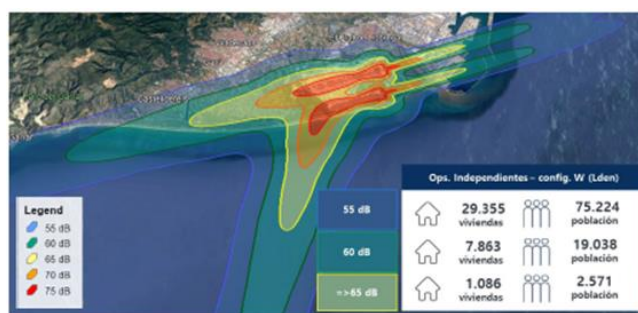 Castelldefels
Legend
55 dB
60 dB
65 dB
70 dB
75 dB
Ops. Independientes – config. W (Lden)
55 dB
29.355
viviendas
75.224
población
60 dB
7.863
viviendas
19.038
población
=>65 dB
1.086
viviendas
2.571
población